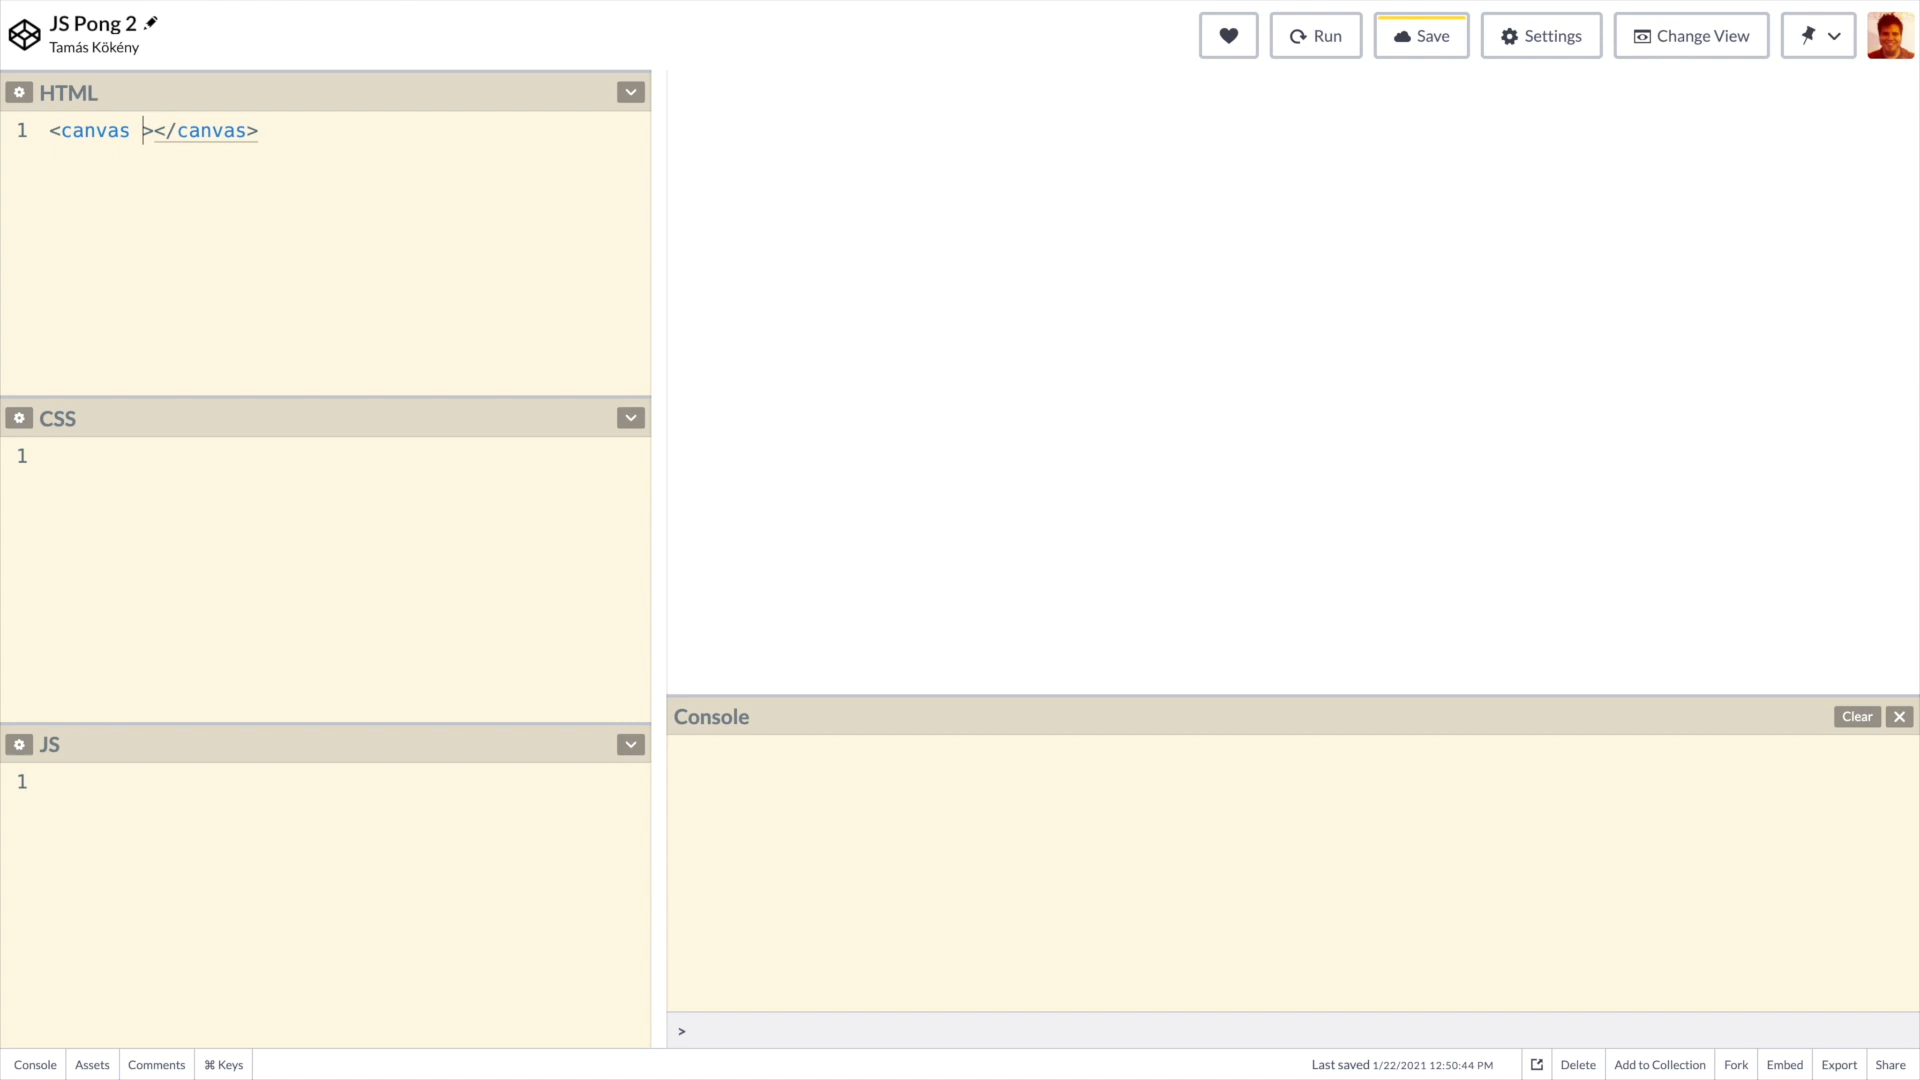 JS Pong 2
Tamás Kökény
Run
Save
Settings
Change View
HTML
1 <canvas ></canvas>
CSS
1
JS
1
Console
Clear
>
Console Assets Comments ⌘ Keys
Last saved 1/22/2021 12:50:44 PM
Delete Add to Collection Fork Embed Export Share